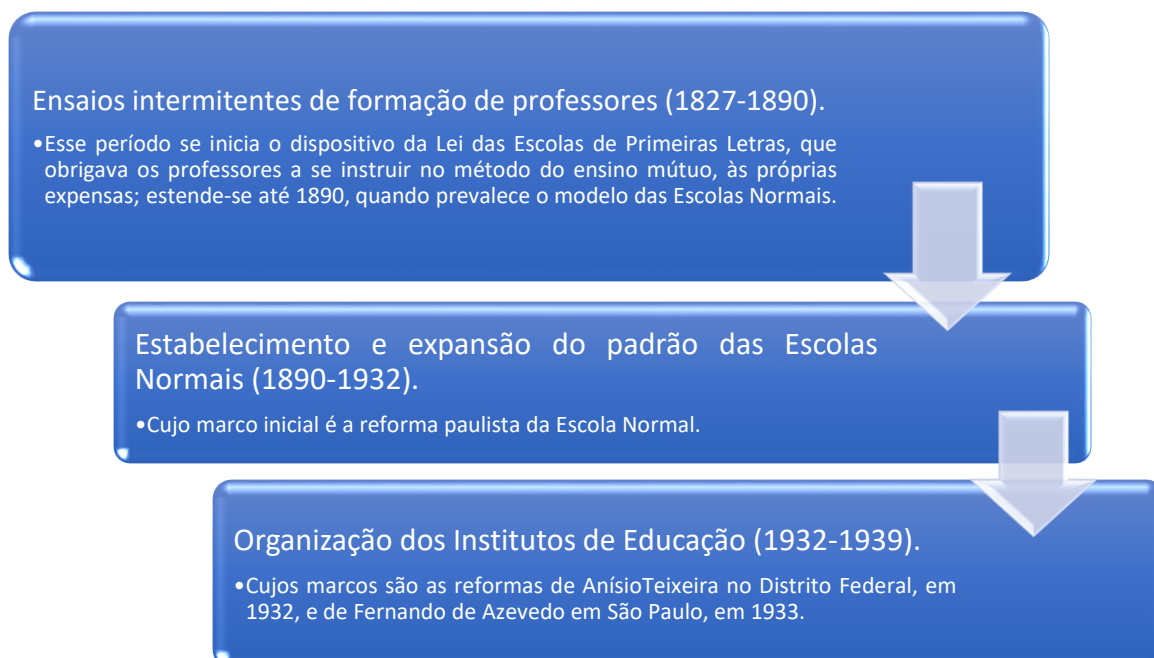 Ensaios intermitentes de formação de professores (1827-1890).
•Esse período se inicia o dispositivo da Lei das Escolas de Primeiras Letras, que
obrigava os professores a se instruir no método do ensino mútuo, às próprias
expensas; estende-se até 1890, quando prevalece o modelo das Escolas Normais.
Estabelecimento e expansão do padrão das Escolas
Normais (1890-1932).
•Cujo marco inicial é a reforma paulista da Escola Normal.
Organização dos Institutos de Educação (1932-1939).
•Cujos marcos são as reformas de AnísioTeixeira no Distrito Federal, em
1932, e de Fernando de Azevedo em São Paulo, em 1933.